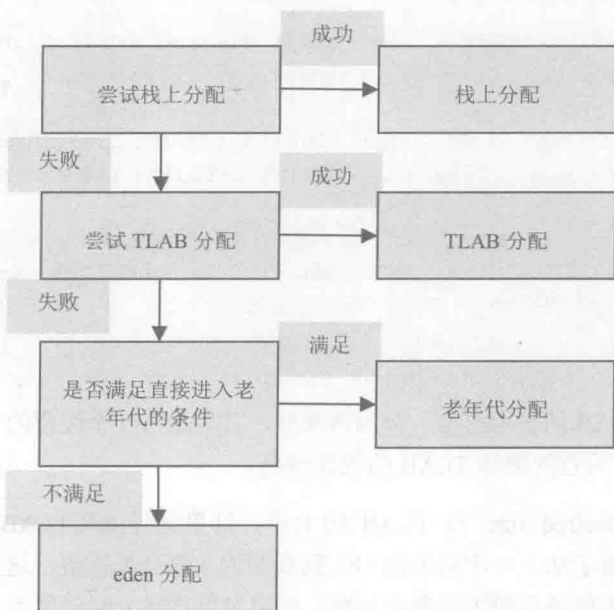 成功
尝试栈上分配
栈上分配
失败
成功
尝试 TLAB 分配
TLAB 分配
失败
满足
是否满足直接进入老
年代的条件
老年代分配
不满足
eden 分配